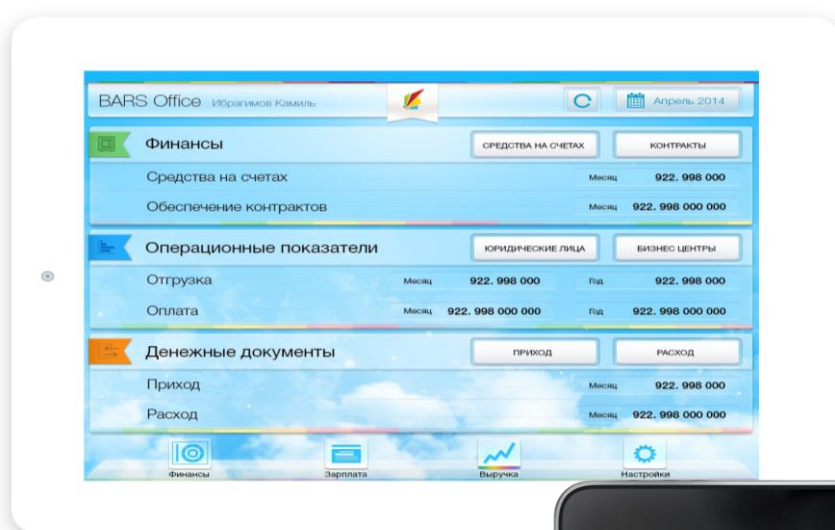 BARS Office Ибрагимов Камиль Апрель 2014
Финансы СРЕДСТВА НА СЧЕТАХ КОНТРАКТЫ
Средства на счетах Месяц 922. 998 000
Обеспечение контрактов Месяц 922. 998 000 000
Операционные показатели ЮРИДИЧЕСКИЕ ЛИЦА БИЗНЕС ЦЕНТРЫ
Отгрузка Месяц 922. 998 000 Год 922. 998 000
Оплата Месяц 922. 998 000 000 Год 922. 998 000 000
Денежные документы ПРИХОД РАСХОД
Приход Месяц 922. 998 000
Расход Месяц 922. 998 000 000
Финансы Зарплата Выручка Настройки